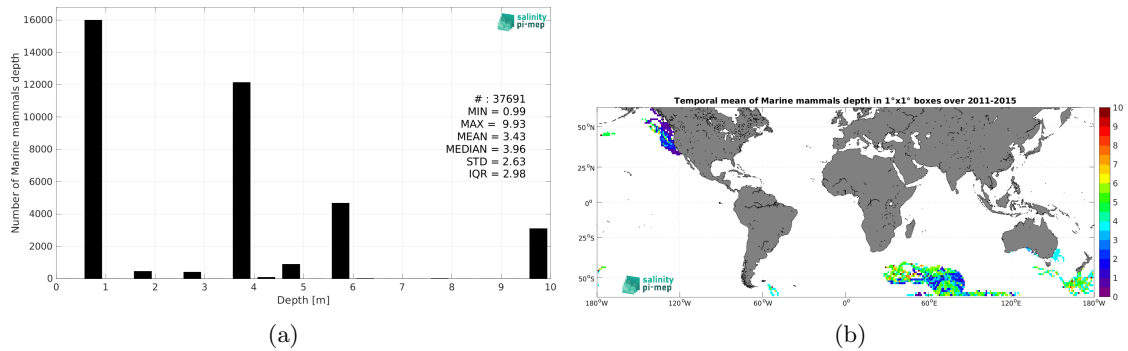 16000
14000
12000
10000
8000
6000
4000
2000
0
Number of Marine mammals depth
salinity
pi-mep
# : 37691
MIN = 0.99
MAX = 9.93
MEAN = 3.43
MEDIAN = 3.96
STD = 2.63
IQR = 2.98
0 1 2 3 4 5 6 7 8 9 10
Depth [m]
(a)
Temporal mean of Marine mammals depth in 1°x1° boxes over 2011-2015
50°N
25°N
0°
25°S
50°S
salinity
pi-mep
180°W 120°W 60°W 0° 60°E 120°E 180°W
10
9
8
7
6
5
4
3
2
1
0
(b)